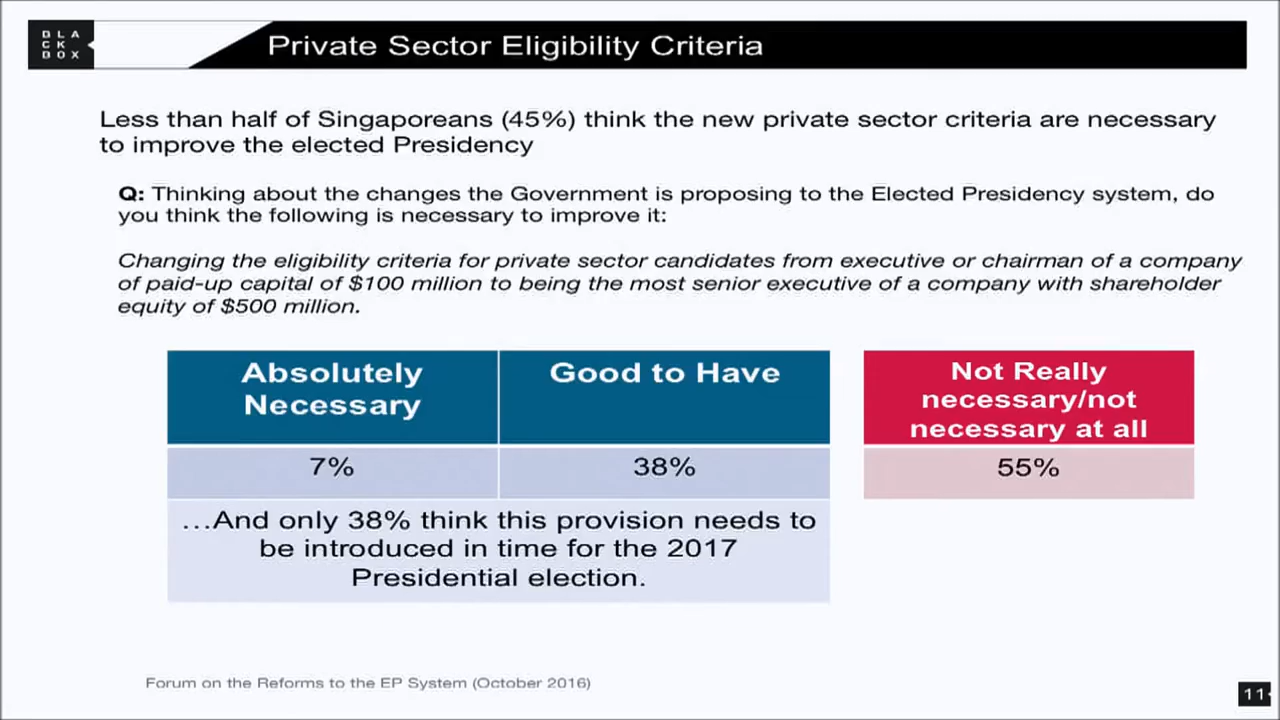 BLA
CK
BOX
Private Sector Eligibility Criteria
Less than half of Singaporeans (45%) think the new private sector criteria are necessary
to improve the elected Presidency
Q: Thinking about the changes the Government is proposing to the Elected Presidency system, do
you think the following is necessary to improve it:
Changing the eligibility criteria for private sector candidates from executive or chairman of a company
of paid-up capital of $100 million to being the most senior executive of a company with shareholder
equity of $500 million.
Absolutely
Necessary
Good to Have
Not Really
necessary/not
necessary at all
7%
38%
55%
…And only 38% think this provision needs to
be introduced in time for the 2017
Presidential election.
Forum on the Reforms to the EP System (October 2016)
11